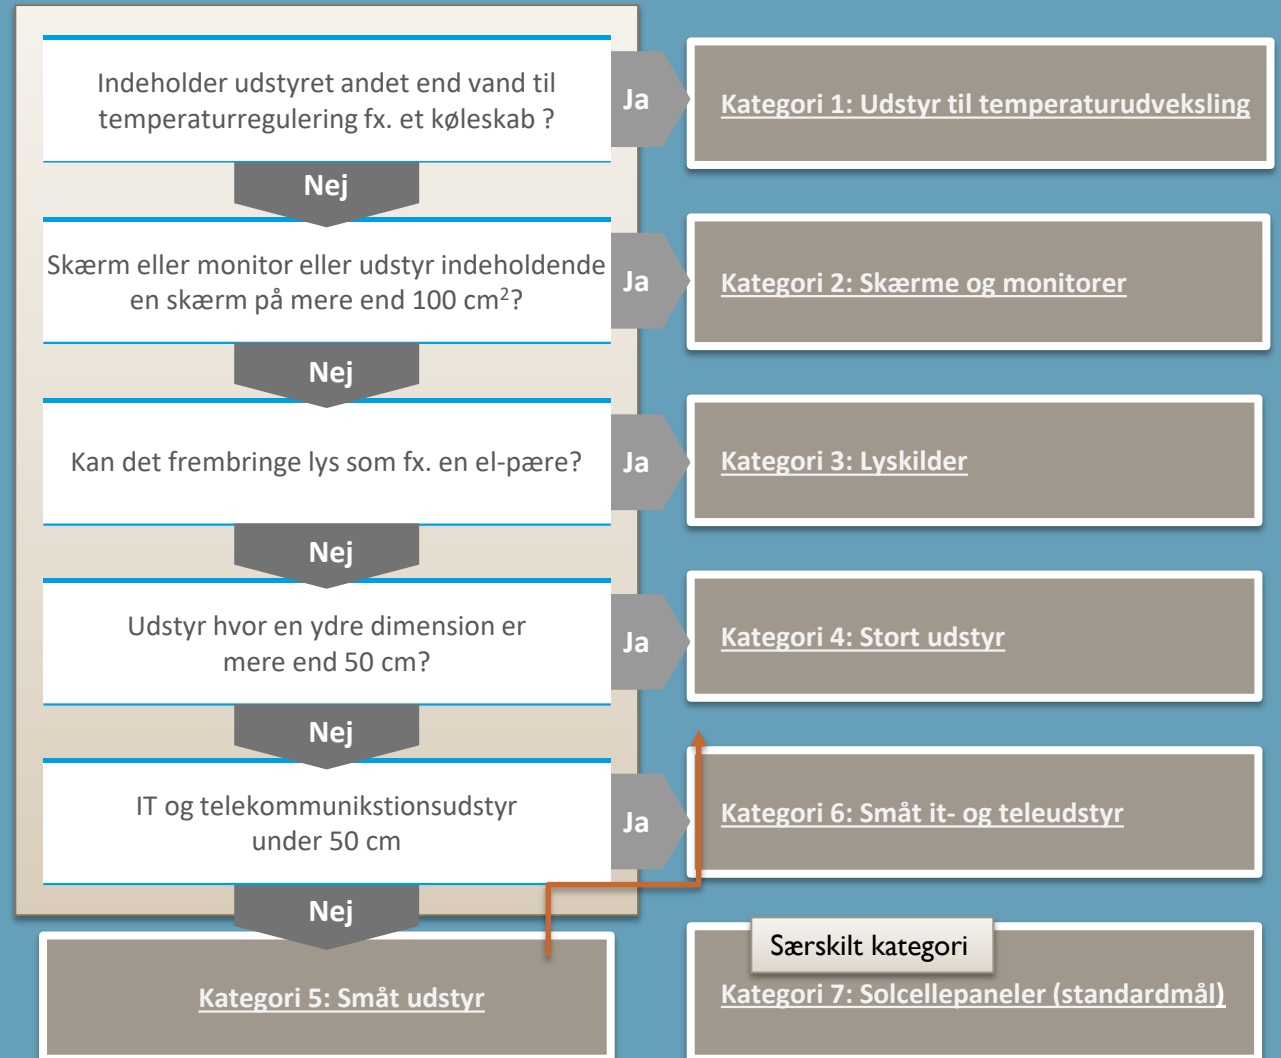 Indeholder udstyret andet end vand til
temperaturregulering fx. et køleskab ?
Ja
Kategori 1: Udstyr til temperaturudveksling
Nej
Skærm eller monitor eller udstyr indeholdende
en skærm på mere end 100 cm²?
Ja
Kategori 2: Skærme og monitorer
Nej
Kan det frembringe lys som fx. en el-pære?
Ja
Kategori 3: Lyskilder
Nej
Udstyr hvor en ydre dimension er
mere end 50 cm?
Ja
Kategori 4: Stort udstyr
Nej
IT og telekommunikstionsudstyr
under 50 cm
Ja
Kategori 6: Småt it- og teleudstyr
Nej
Kategori 5: Småt udstyr
Særskilt kategori
Kategori 7: Solcellepaneler (standardmål)